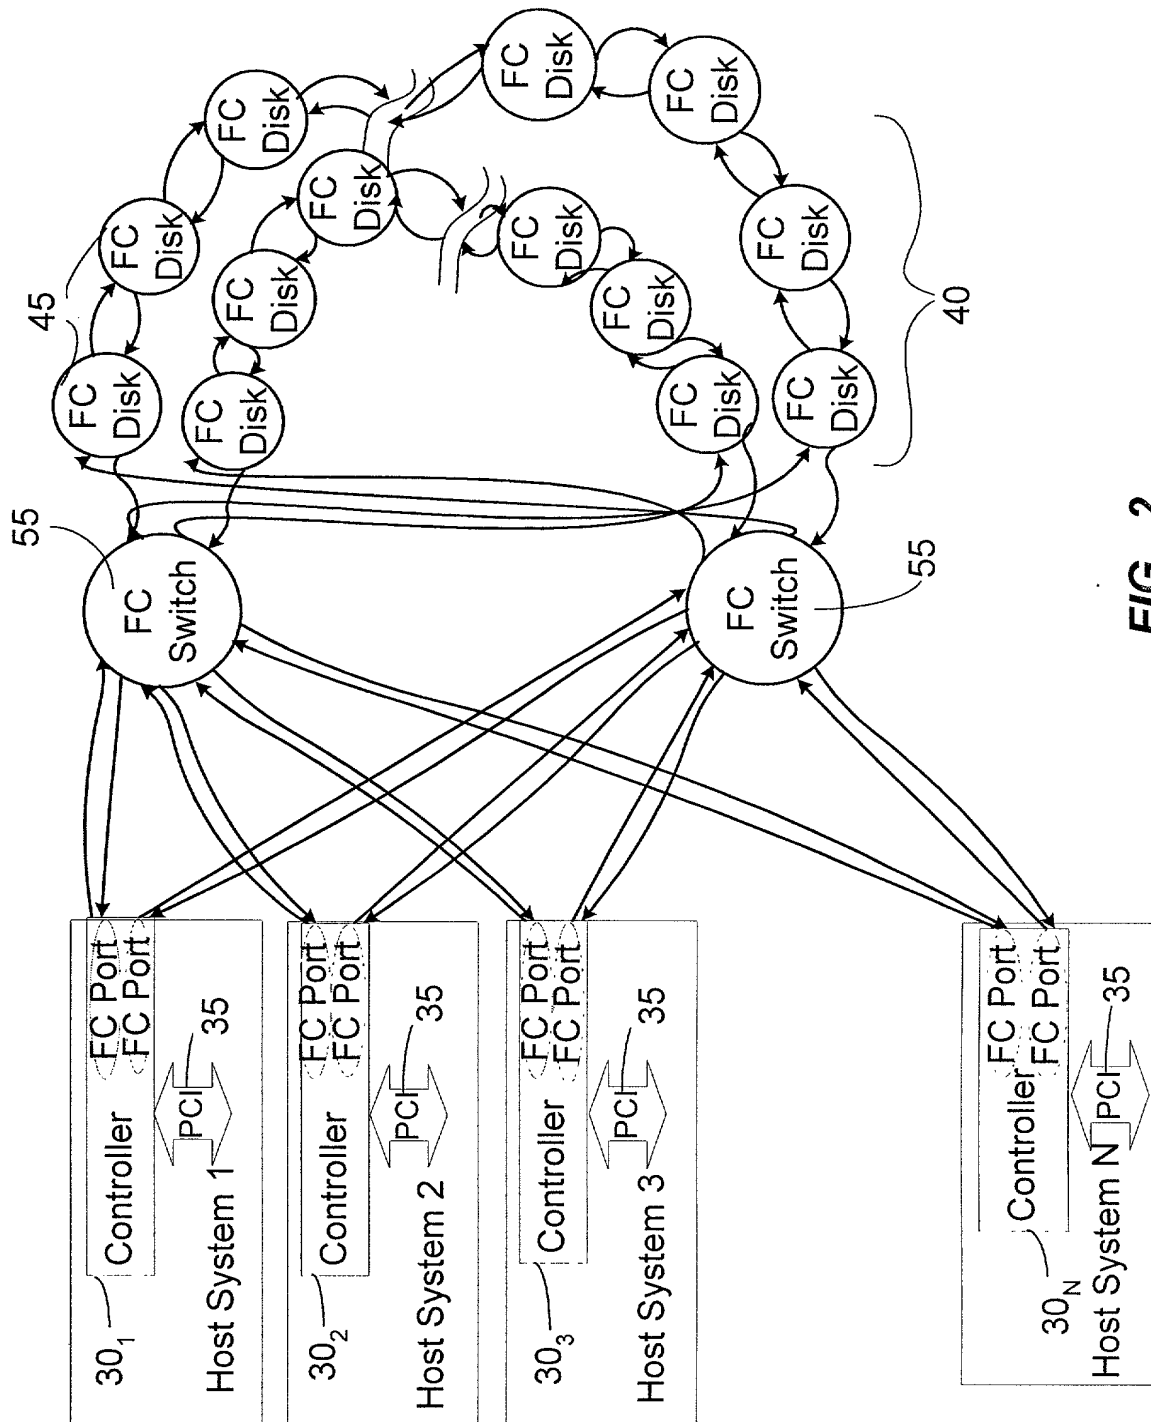 30₁
Controller
FC Port
FC Port
PCI
35
Host System 1
30₂
Controller
FC Port
FC Port
PCI
35
Host System 2
30₃
Controller
FC Port
FC Port
PCI
35
Host System 3
30_N
Controller
FC Port
FC Port
PCI
35
Host System N
55
FC
Switch
FC
Switch
55
45
FC
Disk
FC
Disk
FC
Disk
FC
Disk
FC
Disk
FC
Disk
FC
Disk
FC
Disk
FC
Disk
FC
Disk
FC
Disk
FC
Disk
FC
Disk
40
FIG 2